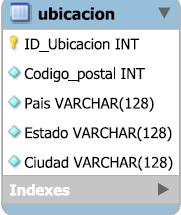 ubicacion
ID_Ubicacion INT
Codigo_postal INT
Pais VARCHAR(128)
Estado VARCHAR(128)
Ciudad VARCHAR(128)
Indexes